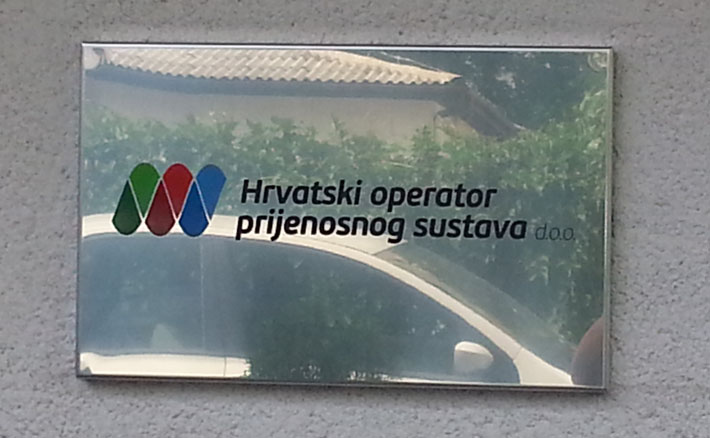 Hrvatski operator
prijenosnog sustava d.o.o.